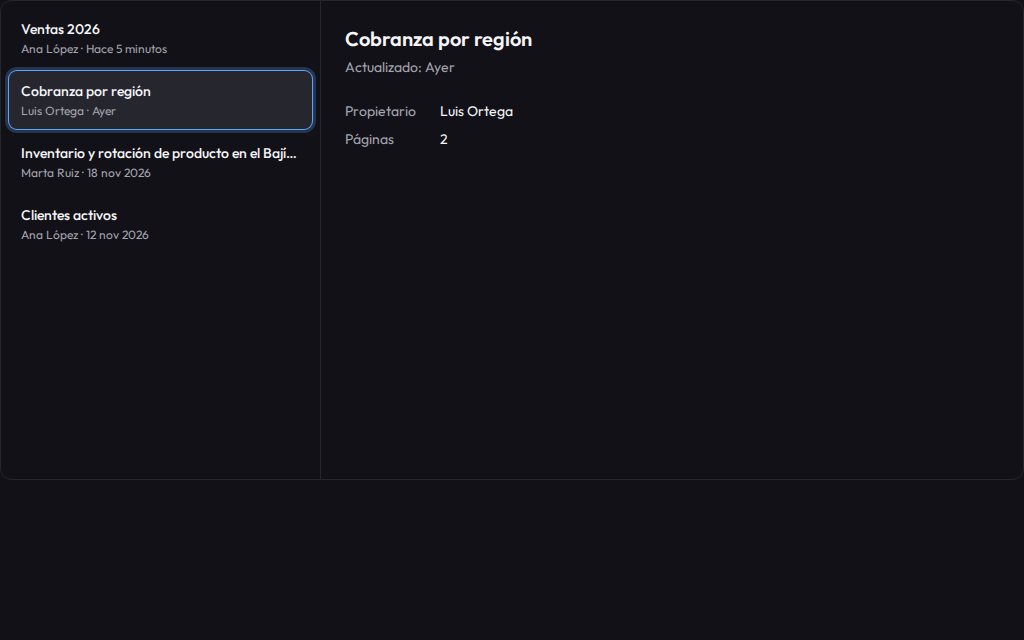 Ventas 2026
Ana López · Hace 5 minutos
Cobranza por región
Luis Ortega · Ayer
Inventario y rotación de producto en el Bají...
Marta Ruiz · 18 nov 2026
Clientes activos
Ana López · 12 nov 2026
Cobranza por región
Actualizado: Ayer
Propietario Luis Ortega
Páginas 2